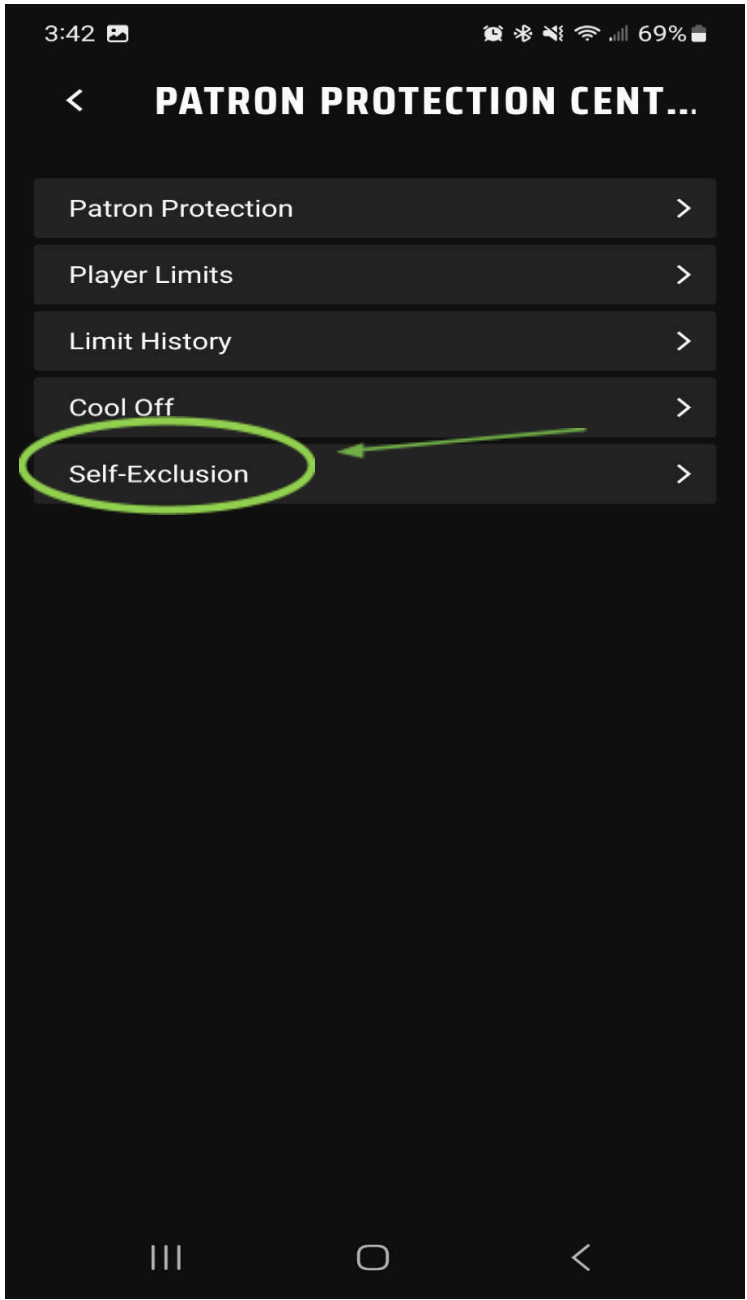 3:42 69%
PATRON PROTECTION CENT...
Patron Protection
Player Limits
Limit History
Cool Off
Self-Exclusion